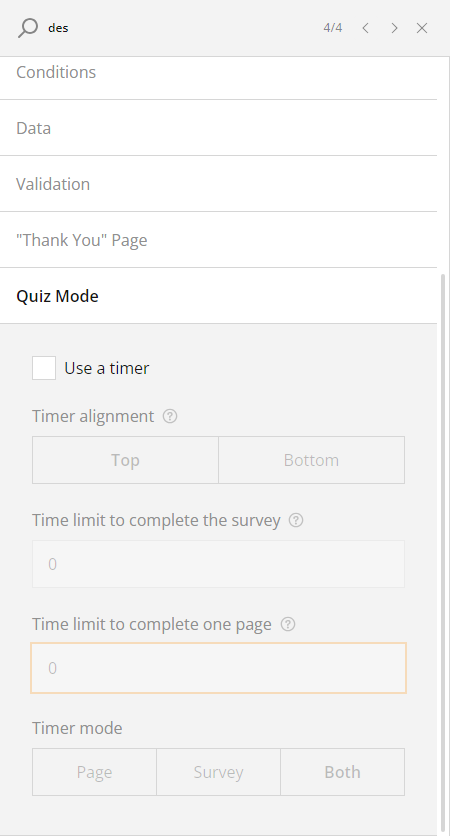 des 4/4
Conditions
Data
Validation
"Thank You" Page
Quiz Mode
Use a timer
Timer alignment ?
Top Bottom
Time limit to complete the survey ?
0
Time limit to complete one page ?
0
Timer mode
Page Survey Both